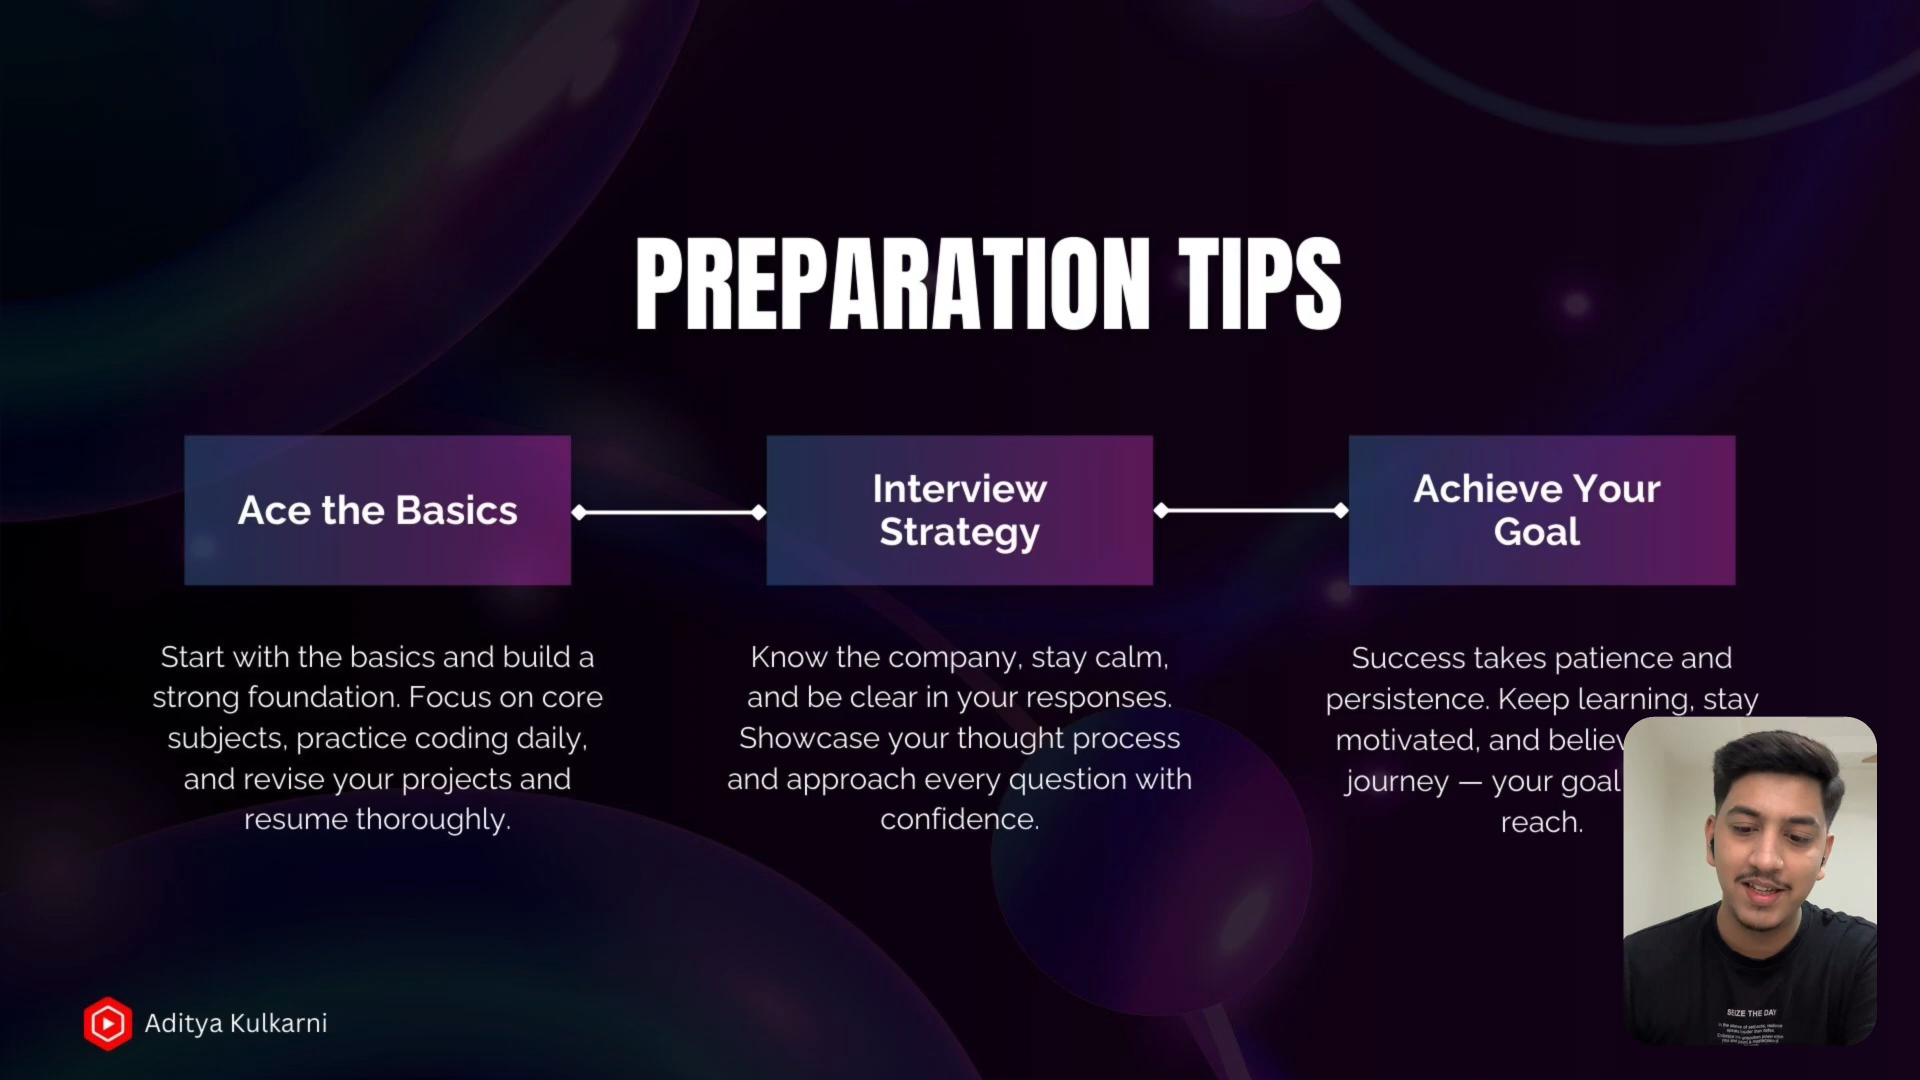 PREPARATION TIPS
Ace the Basics
Start with the basics and build a
strong foundation. Focus on core
subjects, practice coding daily,
and revise your projects and
resume thoroughly.
Interview
Strategy
Know the company, stay calm,
and be clear in your responses.
Showcase your thought process
and approach every question with
confidence.
Achieve Your
Goal
Success takes patience and
persistence. Keep learning, stay
motivated, and
journey — your goal
reach.
SEIZE THE DAY
Aditya Kulkarni